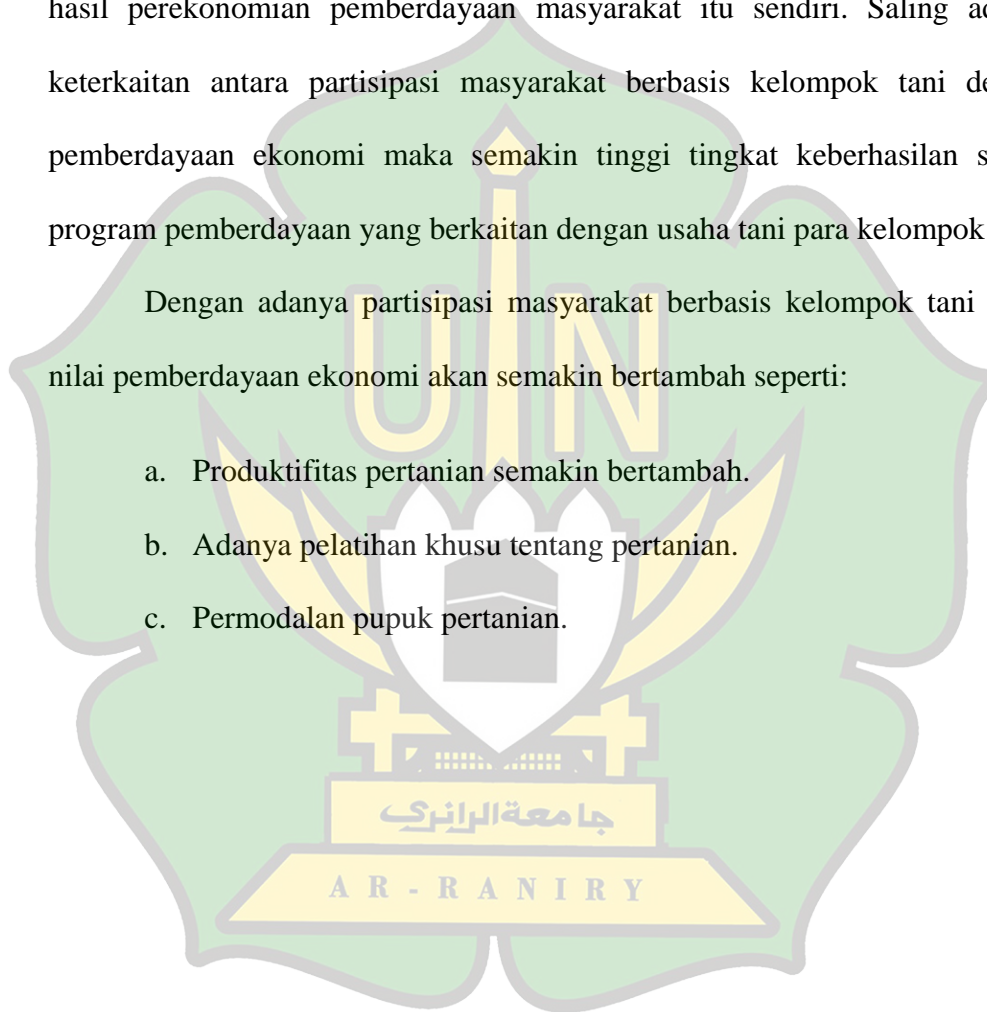 hasil perekonomian pemberdayaan masyarakat itu sendiri. Saling
keterkaitan antara partisipasi masyarakat berbasis kelompok tani
pemberdayaan ekonomi maka semakin tinggi tingkat keberhasilan
program pemberdayaan yang berkaitan dengan usaha tani para kelompok
Dengan adanya partisipasi masyarakat berbasis kelompok tani
nilai pemberdayaan ekonomi akan semakin bertambah seperti:
UIN
a. Produktifitas pertanian semakin bertambah.
b. Adanya pelatihan khusu tentang pertanian.
c. Permodalan pupuk pertanian.
جامعة الرانري
AR-RANIRY